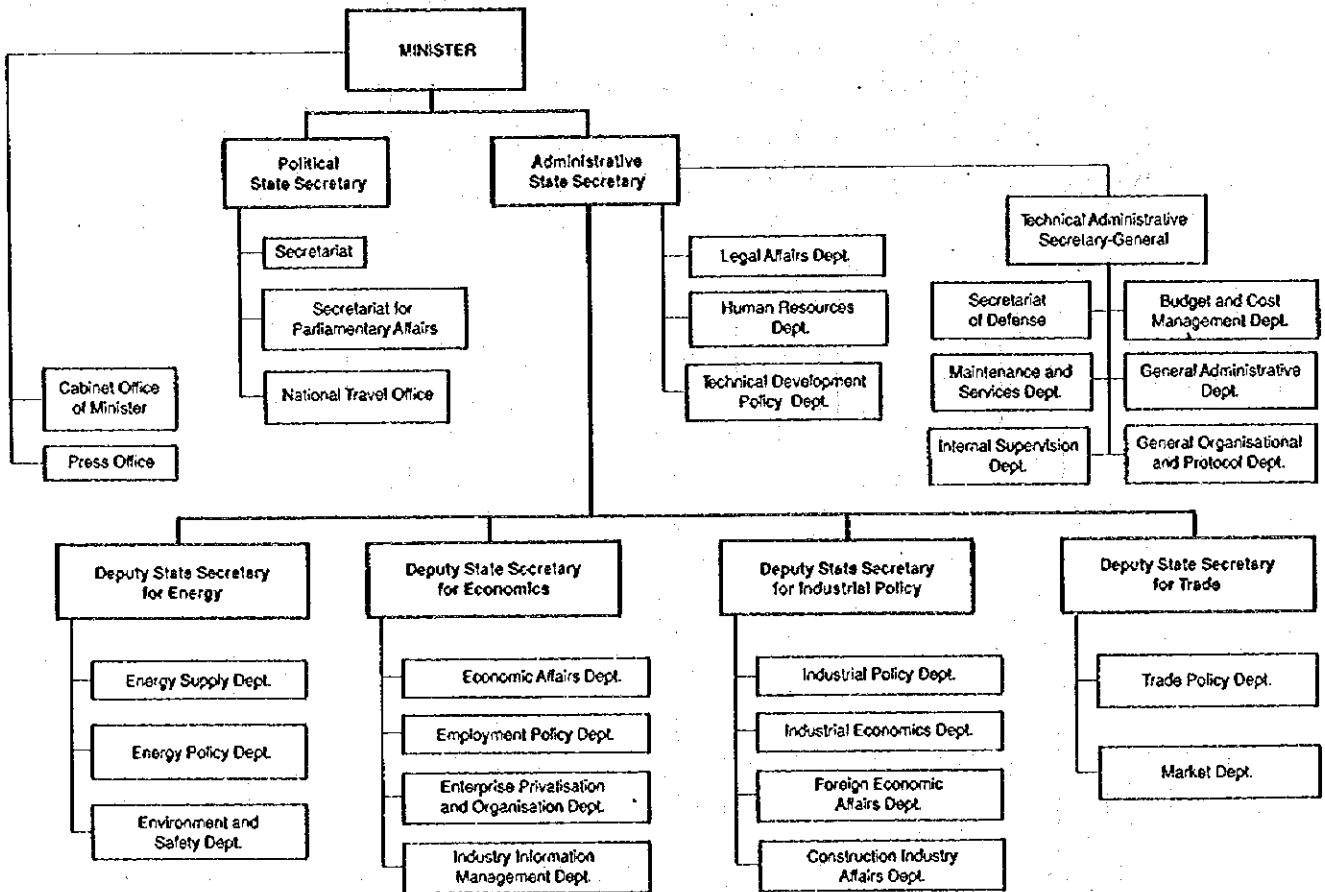 MINISTER
Political
State Secretary
Administrative
State Secretary
Technical Administrative
Secretary-General
Secretariat
Secretariat for
Parliamentary Affairs
National Travel Office
Legal Affairs Dept.
Human Resources
Dept.
Technical Development
Policy Dept.
Secretariat
of Defense
Budget and Cost
Management Dept.
Maintenance and
Services Dept.
General Administrative
Dept.
Internal Supervision
Dept.
General Organisational
and Protocol Dept.
Cabinet Office
of Minister
Press Office
Deputy State Secretary
for Energy
Deputy State Secretary
for Economics
Deputy State Secretary
for Industrial Policy
Deputy State Secretary
for Trade
Energy Supply Dept.
Energy Policy Dept.
Environment and
Safety Dept.
Economic Affairs Dept.
Employment Policy Dept.
Enterprise Privatisation
and Organisation Dept.
Industry Information
Management Dept.
Industrial Policy Dept.
Industrial Economics Dept.
Foreign Economic
Affairs Dept.
Construction Industry
Affairs Dept.
Trade Policy Dept.
Market Dept.